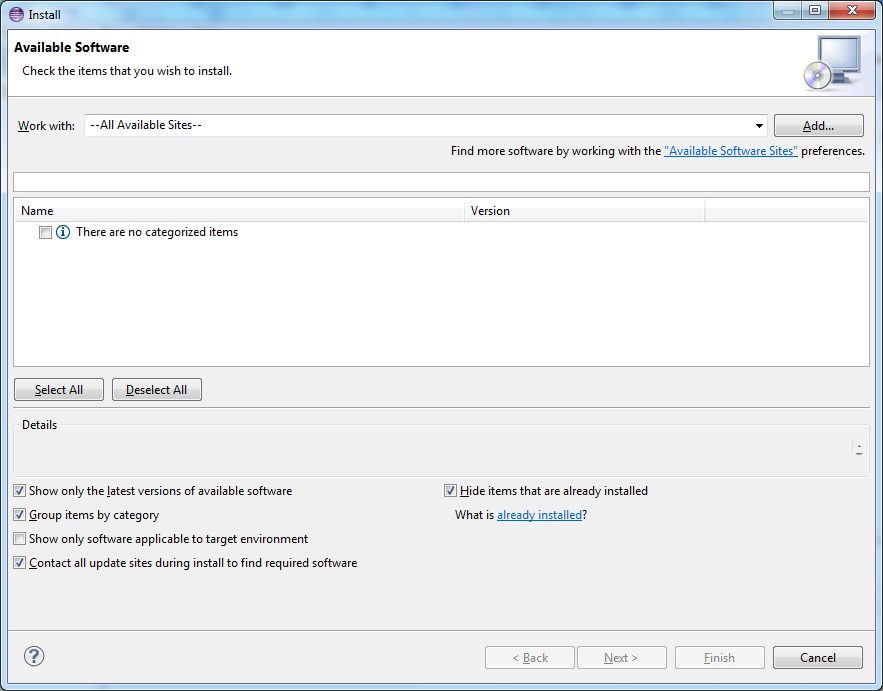 Install
Available Software
Check the items that you wish to install.
Work with: --All Available Sites-- Add...
Find more software by working with the "Available Software Sites" preferences.
Name Version
There are no categorized items
Select All Deselect All
Details
Show only the latest versions of available software Hide items that are already installed
Group items by category What is already installed?
Show only software applicable to target environment
Contact all update sites during install to find required software
? < Back Next > Finish Cancel